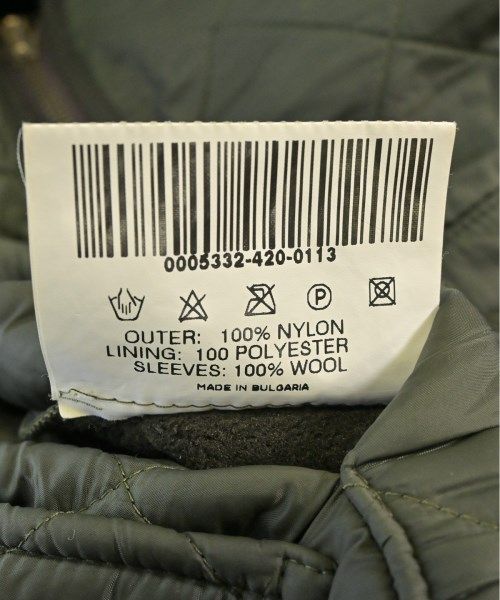 0005332-420-0113
P
OUTER: 100% NYLON
LINING: 100 POLYESTER
SLEEVES: 100% WOOL
MADE IN BULGARIA